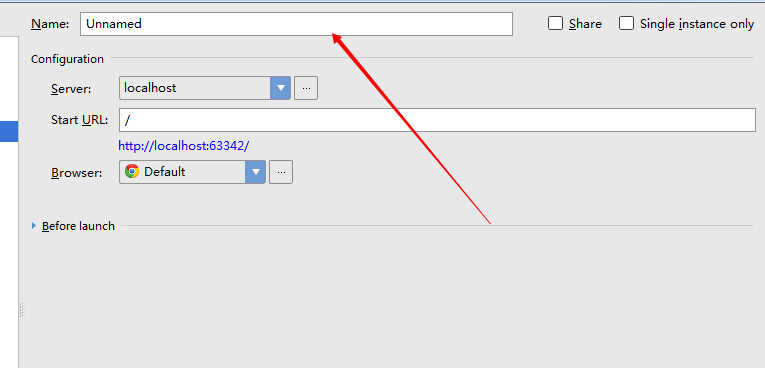 Name: Unnamed Share Single instance only
Configuration
Server: localhost ...
Start URL: /
http://localhost:63342/
Browser: Default ...
Before launch